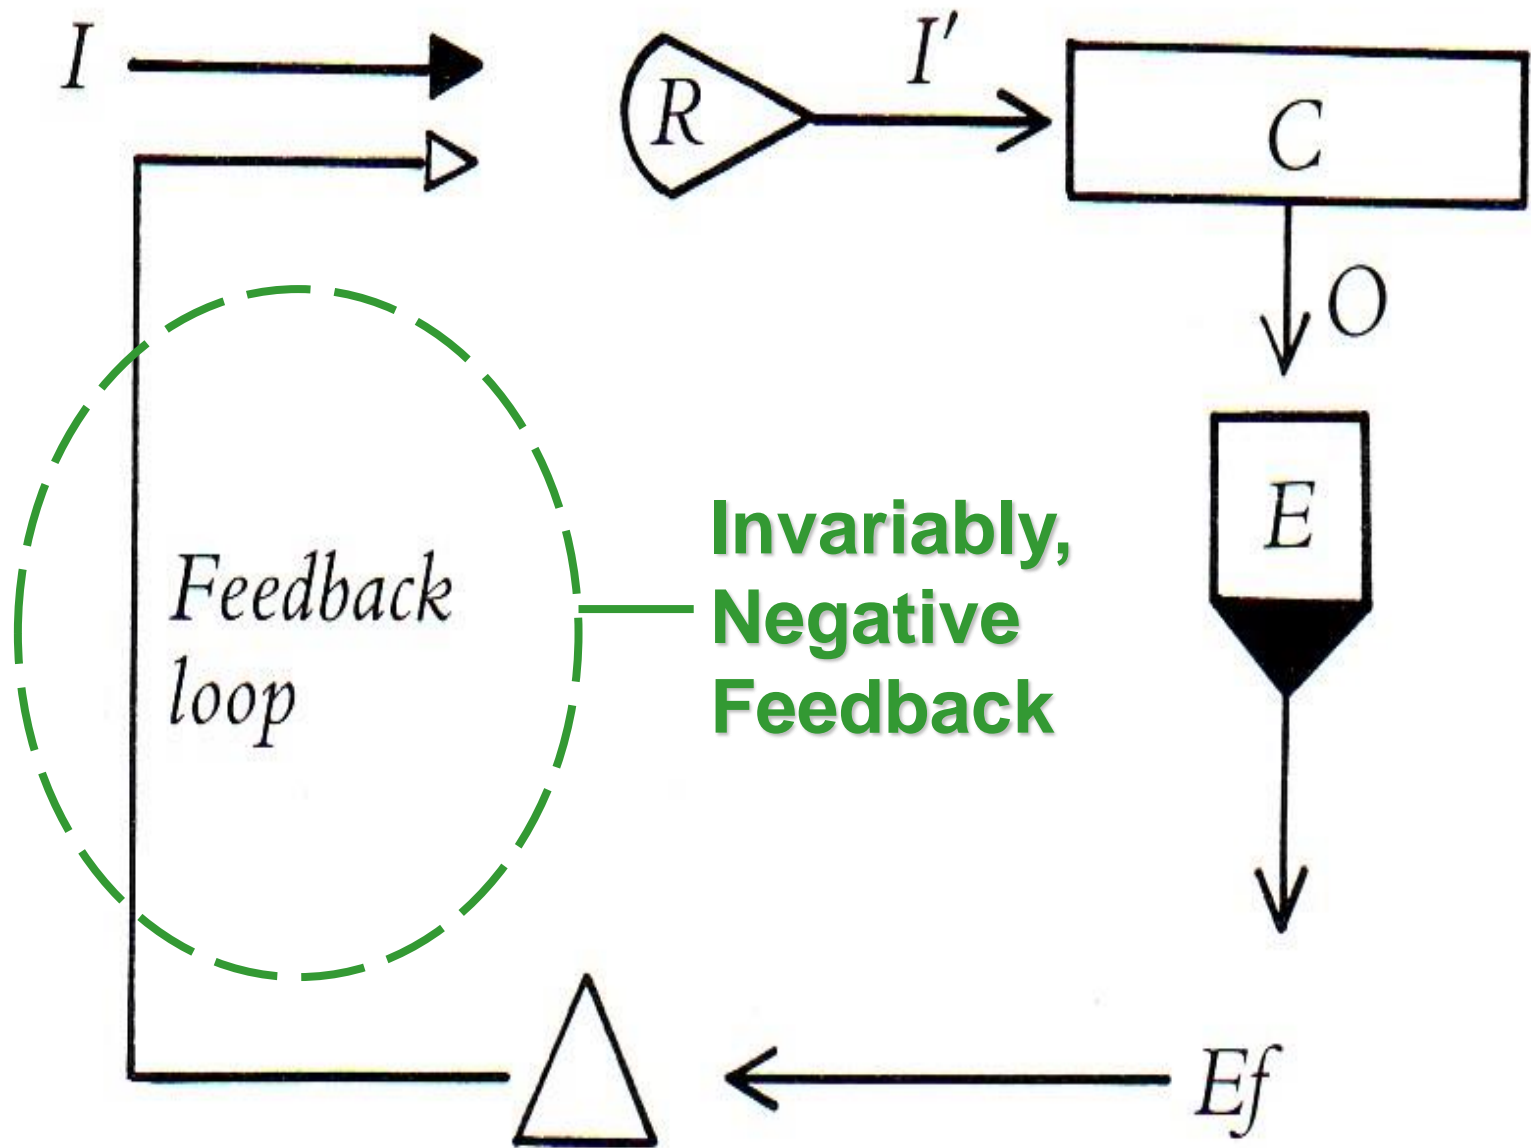 I
R
I′
C
O
E
Feedback
loop
Invariably,
Negative
Feedback
Ef